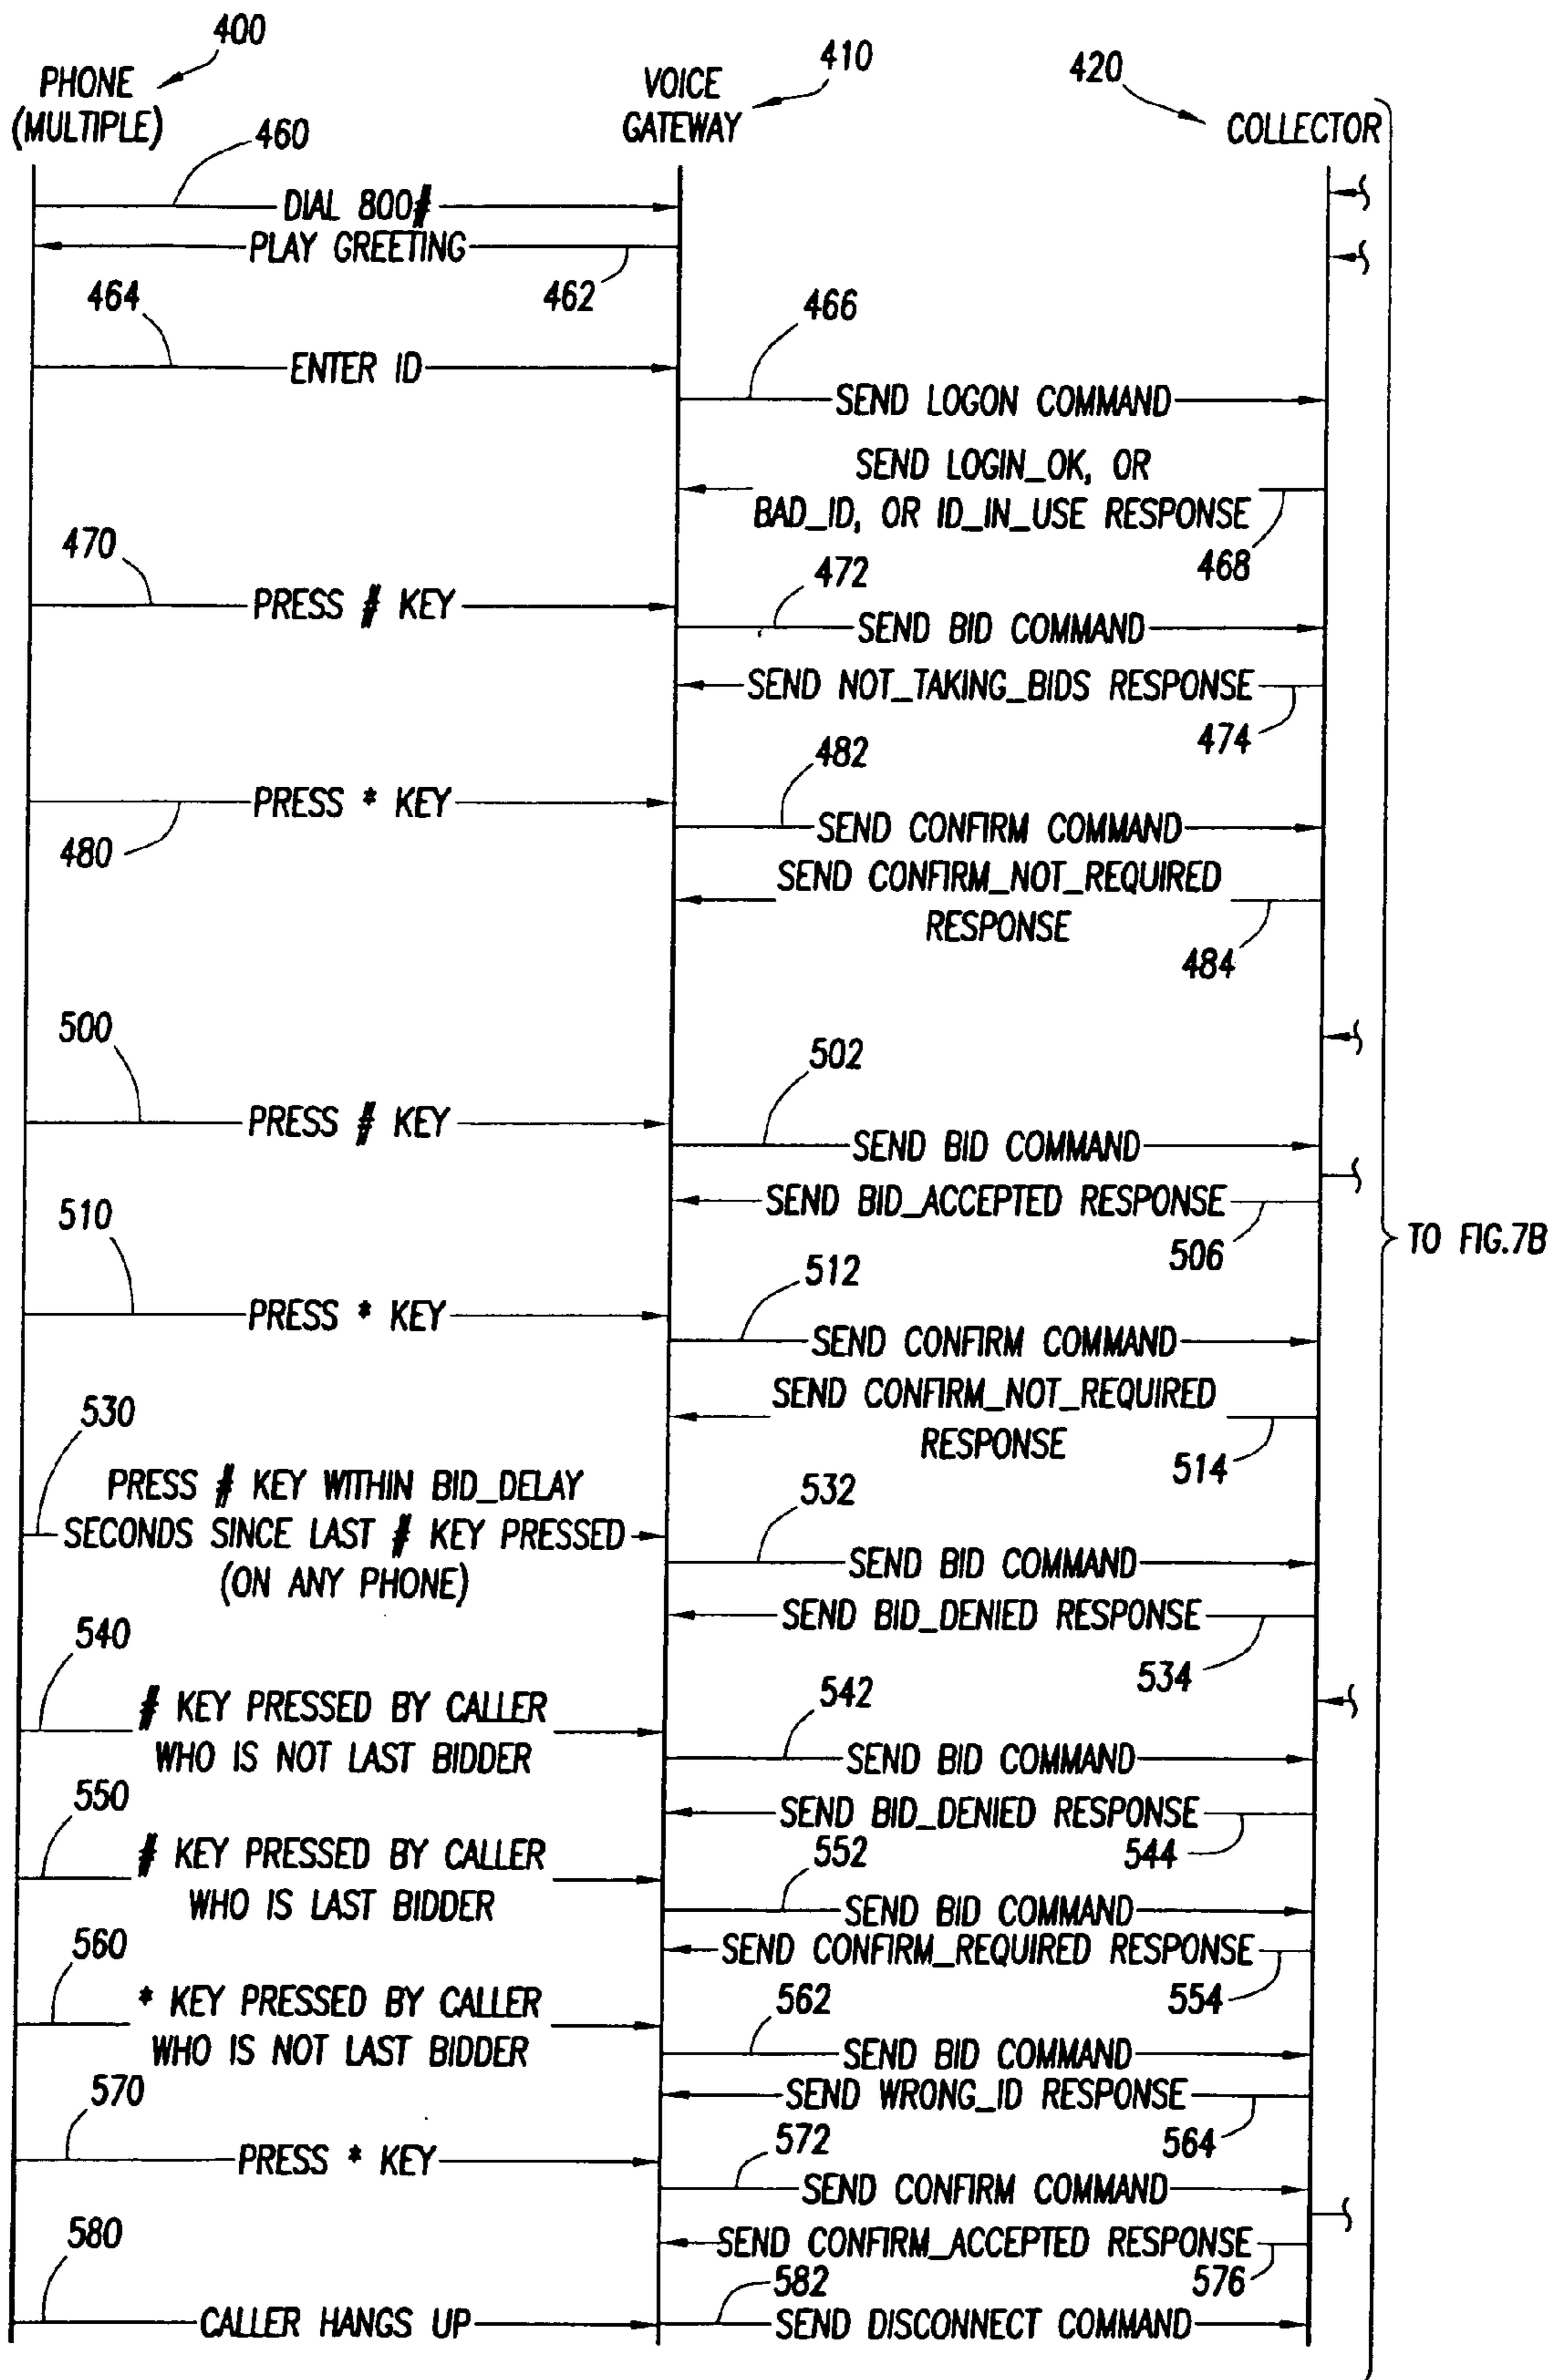 400
PHONE
(MULTIPLE)
410
VOICE
GATEWAY
420
COLLECTOR
460
DIAL 800#
PLAY GREETING
462
464
ENTER ID
466
SEND LOGON COMMAND
SEND LOGIN_OK, OR
BAD_ID, OR ID_IN_USE RESPONSE
468
470
PRESS # KEY
472
SEND BID COMMAND
SEND NOT_TAKING_BIDS RESPONSE
474
PRESS * KEY
480
482
SEND CONFIRM COMMAND
SEND CONFIRM_NOT_REQUIRED
RESPONSE
484
500
PRESS # KEY
502
SEND BID COMMAND
SEND BID_ACCEPTED RESPONSE
506
TO FIG.7B
510
PRESS * KEY
512
SEND CONFIRM COMMAND
SEND CONFIRM_NOT_REQUIRED
RESPONSE
514
530
PRESS # KEY WITHIN BID_DELAY
SECONDS SINCE LAST # KEY PRESSED
(ON ANY PHONE)
532
SEND BID COMMAND
SEND BID_DENIED RESPONSE
534
540
# KEY PRESSED BY CALLER
WHO IS NOT LAST BIDDER
542
SEND BID COMMAND
SEND BID_DENIED RESPONSE
544
550
# KEY PRESSED BY CALLER
WHO IS LAST BIDDER
552
SEND BID COMMAND
SEND CONFIRM_REQUIRED RESPONSE
554
560
* KEY PRESSED BY CALLER
WHO IS NOT LAST BIDDER
562
SEND BID COMMAND
SEND WRONG_ID RESPONSE
564
570
PRESS * KEY
572
SEND CONFIRM COMMAND
SEND CONFIRM_ACCEPTED RESPONSE
576
580
CALLER HANGS UP
582
SEND DISCONNECT COMMAND